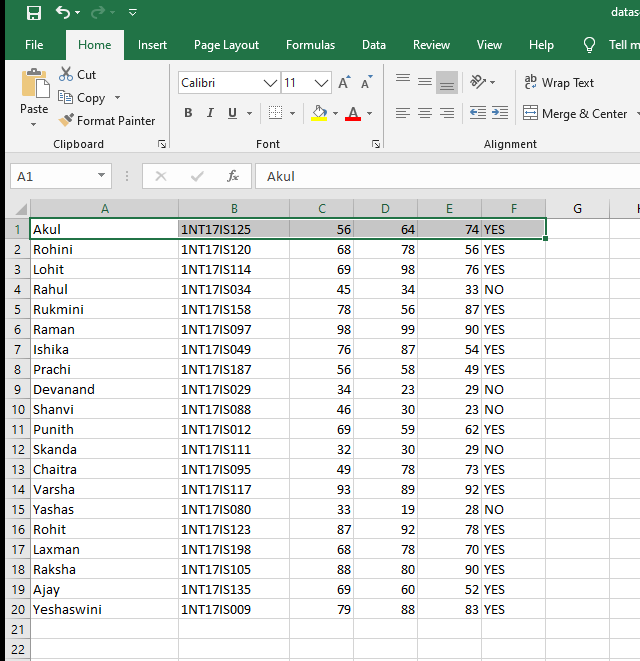 datas
File Home Insert Page Layout Formulas Data Review View Help Tell m
Paste
Cut
Copy
Format Painter
Clipboard
Calibri 11 A A
B I U A
Font
ab Wrap Text
Merge & Center
Alignment
A1 fx Akul
A B C D E F G
1 Akul 1NT17IS125 56 64 74 YES
2 Rohini 1NT17IS120 68 78 56 YES
3 Lohit 1NT17IS114 69 98 76 YES
4 Rahul 1NT17IS034 45 34 33 NO
5 Rukmini 1NT17IS158 78 56 87 YES
6 Raman 1NT17IS097 98 99 90 YES
7 Ishika 1NT17IS049 76 87 54 YES
8 Prachi 1NT17IS187 56 58 49 YES
9 Devanand 1NT17IS029 34 23 29 NO
10 Shanvi 1NT17IS088 46 30 23 NO
11 Punith 1NT17IS012 69 59 62 YES
12 Skanda 1NT17IS111 32 30 29 NO
13 Chaitra 1NT17IS095 49 78 73 YES
14 Varsha 1NT17IS117 93 89 92 YES
15 Yashas 1NT17IS080 33 19 28 NO
16 Rohit 1NT17IS123 87 92 78 YES
17 Laxman 1NT17IS198 68 78 70 YES
18 Raksha 1NT17IS105 88 80 90 YES
19 Ajay 1NT17IS135 69 60 52 YES
20 Yeshaswini 1NT17IS009 79 88 83 YES
21
22